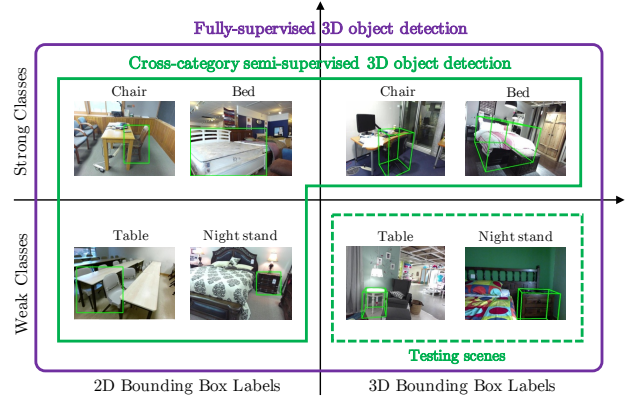 Fully-supervised 3D object detection
Cross-category semi-supervised 3D object detection
Strong Classes
Chair
Bed
Chair
Bed
Weak Classes
Table
Night stand
Table
Night stand
Testing scenes
2D Bounding Box Labels
3D Bounding Box Labels